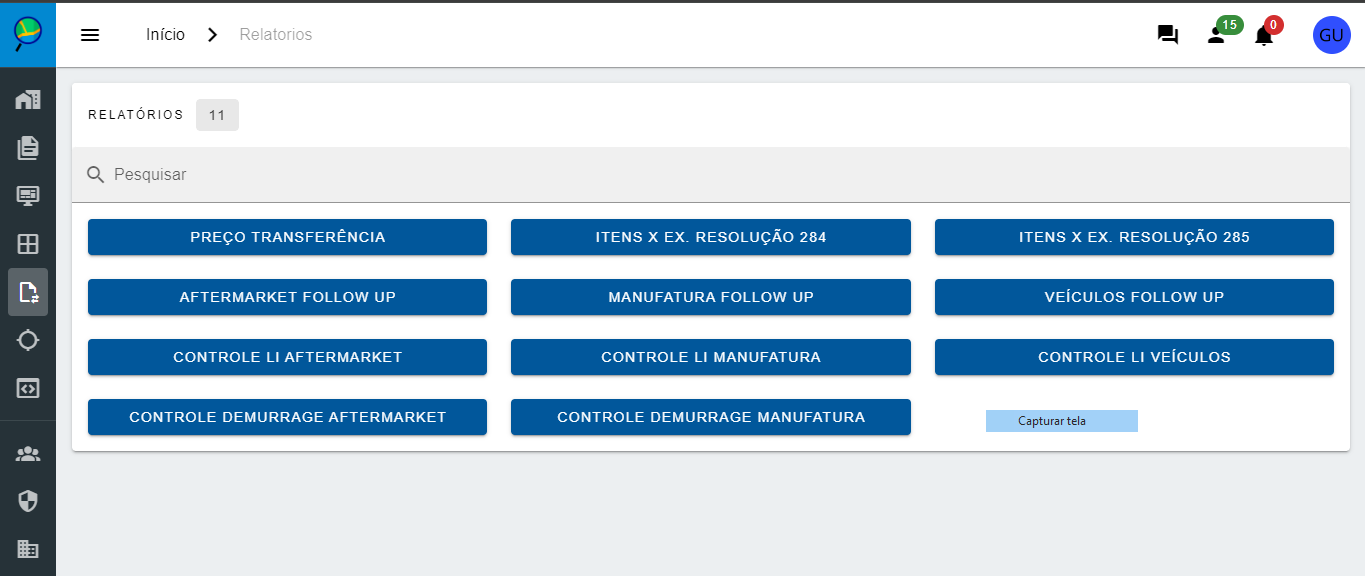 Início Relatorios 15 0 GU
RELATÓRIOS 11
Pesquisar
PREÇO TRANSFERÊNCIA ITENS X EX. RESOLUÇÃO 284 ITENS X EX. RESOLUÇÃO 285
AFTERMARKET FOLLOW UP MANUFATURA FOLLOW UP VEÍCULOS FOLLOW UP
CONTROLE LI AFTERMARKET CONTROLE LI MANUFATURA CONTROLE LI VEÍCULOS
CONTROLE DEMURRAGE AFTERMARKET CONTROLE DEMURRAGE MANUFATURA Capturar tela